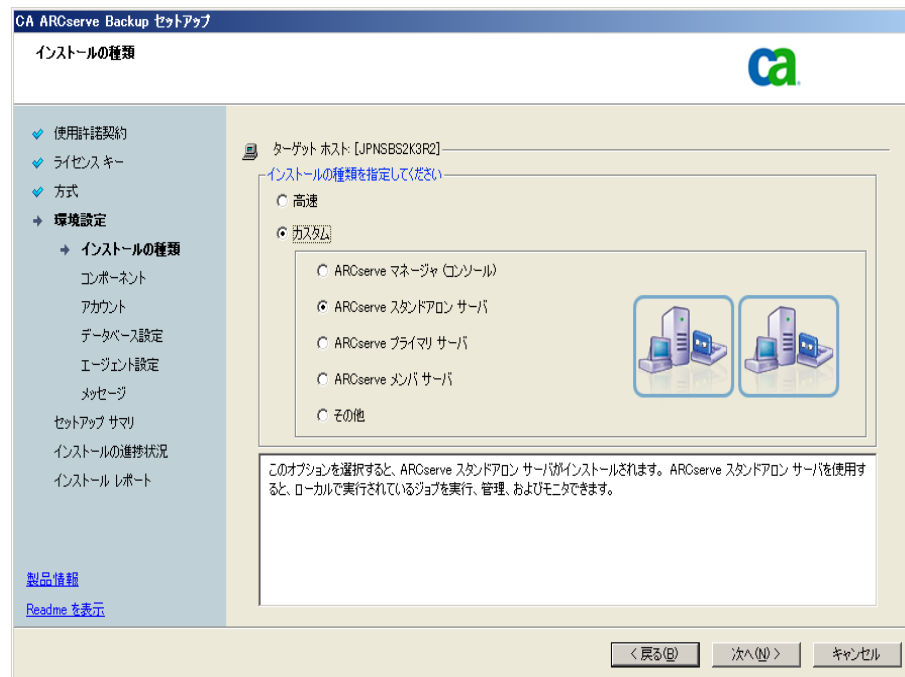 CA ARCserve Backup セットアップ
インストールの種類
ca
使用許諾契約
ライセンス キー
方式
環境設定
インストールの種類
コンポーネント
アカウント
データベース設定
エージェント設定
メッセージ
セットアップ サマリ
インストールの進捗状況
インストール レポート
製品情報
Readme を表示
ターゲット ホスト: [JPNSBS2K3R2]
インストールの種類を指定してください
高速
カスタム
ARCserve マネージャ (コンソール)
ARCserve スタンドアロン サーバ
ARCserve プライマリ サーバ
ARCserve メンバ サーバ
その他
このオプションを選択すると、ARCserve スタンドアロン サーバがインストールされます。 ARCserve スタンドアロン サーバを使用す
ると、ローカルで実行されているジョブを実行、管理、およびモニタできます。
< 戻る(B)
次へ(N) >
キャンセル